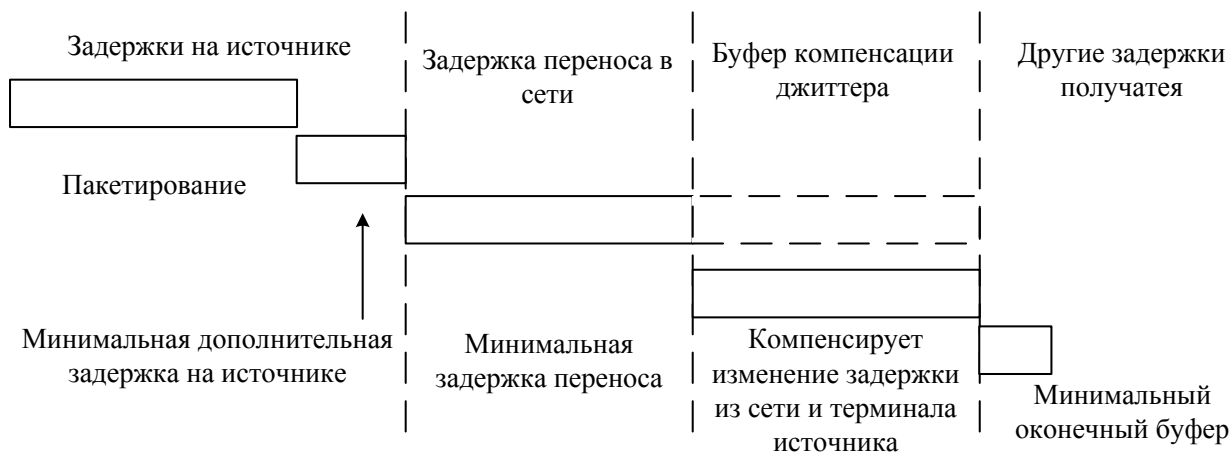 Задержки на источнике
Задержка переноса в
сети
Буфер компенсации
джиттера
Другие задержки
получатея
Пакетирование
Минимальная дополнительная
задержка на источнике
Минимальная
задержка переноса
Компенсирует
изменение задержки
из сети и терминала
источника
Минимальный
оконечный буфер